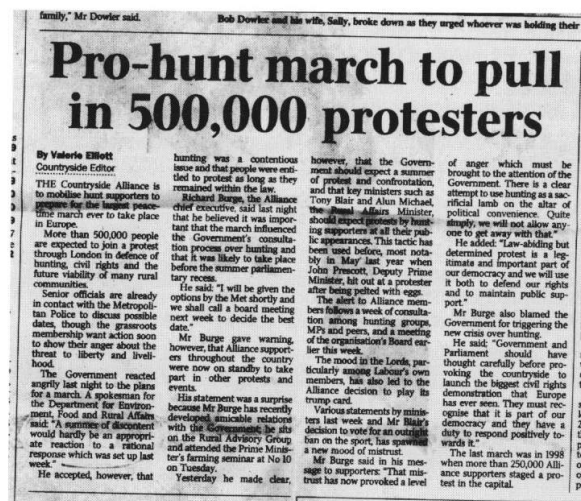 family," Mr Dowler said.
Bob Dowler and his wife, Sally, broke down as they urged whoever was holding their
Pro-hunt march to pull
in 500,000 protesters
By Valerie Elliott
Countryside Editor
THE Countryside Alliance is
to mobilise hunt supporters to
prepare for the largest peace-
time march ever to take place
in Europe.
More than 500,000 people
are expected to join a protest
through London in defence of
hunting, civil rights and the
future viability of many rural
communities.
Senior officials are already
in contact with the Metropoli-
tan Police to discuss possible
dates, though the grassroots
membership want action soon
to show their anger about the
threat to liberty and liveli-
hood.
The Government reacted
angrily last night to the plans
for a march. A spokesman for
the Department for Environ-
ment, Food and Rural Affairs
said: "A summer of discontent
would hardly be an appropri-
ate reaction to a rational
response which was set up last
week."
He accepted, however, that
hunting was a contentious
issue and that people were enti-
tled to protest as long as they
remained within the law.
Richard Burge, the Alliance
chief executive, said last night
that he believed it was impor-
tant that the march influenced
the Government's consulta-
tion process over hunting and
that it was likely to take place
before the summer parliamen-
tary recess.
He said: "I will be given the
options by the Met shortly and
we shall call a board meeting
next week to decide the best
date."
Mr Burge gave warning,
however, that Alliance support-
ers throughout the country
were now on standby to take
part in other protests and
events.
His statement was a surprise
because Mr Burge has recently
developed amicable relations
with the Government; he sits
on the Rural Advisory Group
and attended the Prime Minis-
ter's farming seminar at No 10
on Tuesday.
Yesterday he made clear,
however, that the Govern-
ment should expect a summer
of protest and confrontation,
and that key ministers such as
Tony Blair and Alun Michael,
the Rural Affairs Minister,
should expect protests by hunt-
ing supporters at all their pub-
lic appearances. This tactic has
been used before, most nota-
bly in May last year when
John Prescott, Deputy Prime
Minister, hit out at a protester
after being pelted with eggs.
The alert to Alliance mem-
bers follows a week of consulta-
tion among hunting groups,
MPs and peers, and a meeting
of the organisation's Board ear-
lier this week.
The mood in the Lords, par-
ticularly among Labour's own
members, has also led to the
Alliance decision to play its
trump card.
Various statements by minis-
ters last week and Mr Blair's
decision to vote for an outright
ban on the sport, has spawned
a new mood of mistrust.
Mr Burge said in his mes-
sage to supporters: "That mis-
trust has now provoked a level
of anger which must be
brought to the attention of the
Government. There is a clear
attempt to use hunting as a sac-
rificial lamb on the altar of
political convenience. Quite
simply, we will not allow any-
one to get away with that."
He added: "Law-abiding but
determined protest is a leg-
itimate and important part of
our democracy and we will use
it both to defend our rights
and to maintain public sup-
port."
Mr Burge also blamed the
Government for triggering the
new crisis over hunting.
He said: "Government and
Parliament should have
thought carefully before pro-
voking the countryside to
launch the biggest civil rights
demonstration that Europe
has ever seen. They must rec-
ognise that it is part of our
democracy and they have a
duty to respond positively to-
wards it."
The last march was in 1998
when more than 250,000 Alli-
ance supporters staged a pro-
test in the capital.